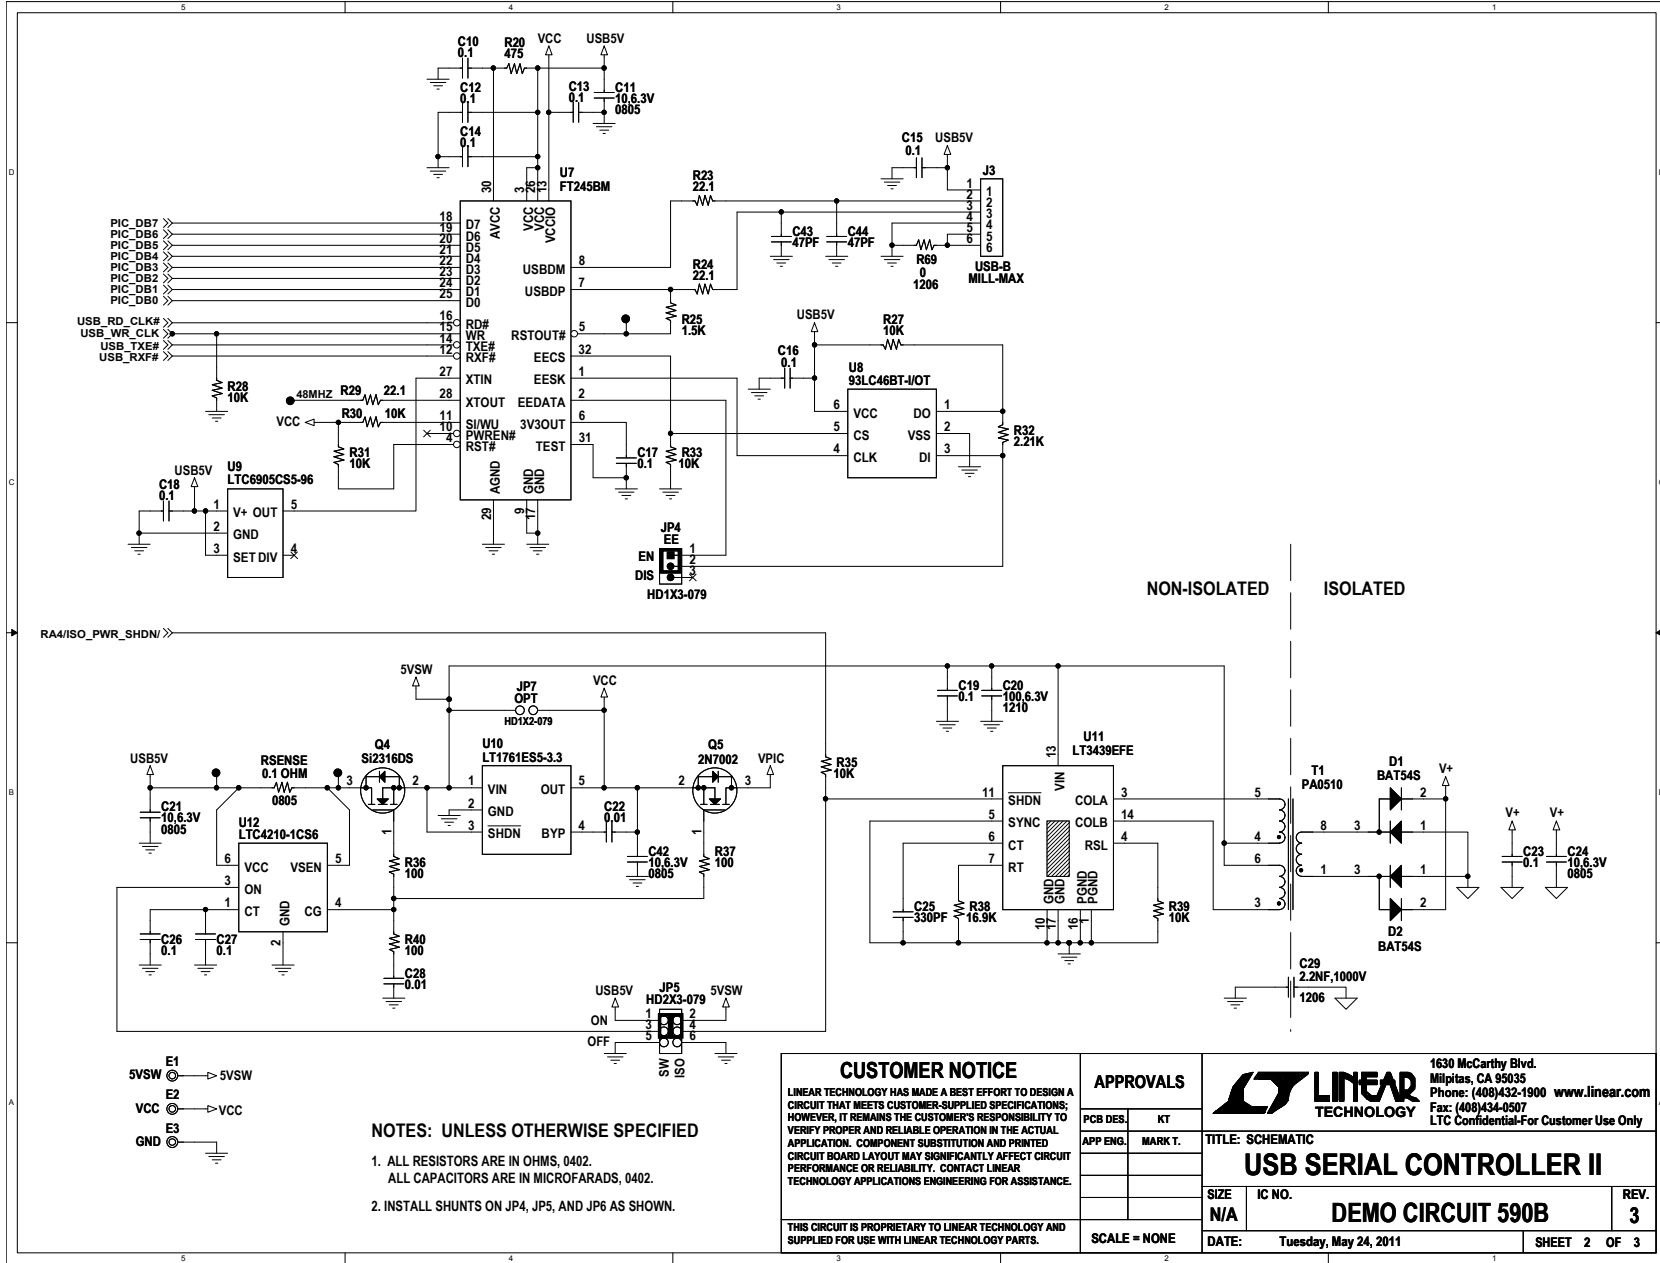 5 4 3 2 1
D
C
B
A
C10
0.1
R20
475
VCC
USB5V
C12
0.1
C13
0.1
C11
10,6.3V
0805
C14
0.1
U7
FT245BM
30
3
26
13
AVCC
VCC
VCC
VCCIO
PIC_DB7 18 D7
PIC_DB6 19 D6
PIC_DB5 20 D5
PIC_DB4 21 D4
PIC_DB3 22 D3
PIC_DB2 23 D2
PIC_DB1 24 D1
PIC_DB0 25 D0
USB_RD_CLK# 16 RD#
USB_WR_CLK 15 WR
USB_TXE# 14 TXE#
USB_RXF# 12 RXF#
27 XTIN
28 XTOUT
11 SI/WU
10 PWREN#
4 RST#
USBDM 8
USBDP 7
RSTOUT# 5
EECS 32
EESK 1
EEDATA 2
3V3OUT 6
TEST 31
AGND
GND
GND
29
9
17
R28
10K
48MHZ
R29 22.1
VCC
R30 10K
R31
10K
U9
LTC6905CS5-96
USB5V
C18
0.1
1 V+ OUT 5
2 GND
3 SET DIV 4
R23
22.1
R24
22.1
R25
1.5K
C43
47PF
C44
47PF
C15
0.1
USB5V
J3
1 1
2 2
3 3
4 4
5 5
6 6
R69
0
1206
USB-B
MILL-MAX
USB5V
R27
10K
C16
0.1
U8
93LC46BT-I/OT
6 VCC DO 1
5 CS VSS 2
4 CLK DI 3
R32
2.21K
C17
0.1
R33
10K
JP4
EE
EN
DIS
1
2
3
HD1X3-079
NON-ISOLATED
ISOLATED
RA4/ISO_PWR_SHDN/
5VSW
JP7
OPT
HD1X2-079
VCC
C19
0.1
C20
100,6.3V
1210
USB5V
RSENSE
0.1 OHM
0805
Q4
Si2316DS
3
2
1
U10
LT1761ES5-3.3
1 VIN OUT 5
2 GND
3 SHDN BYP 4
Q5
2N7002
2
3
1
VPIC
R35
10K
C21
10,6.3V
0805
U12
LTC4210-1CS6
6 VCC VSEN 5
3 ON
1 CT GND CG 4
2
C22
0.01
C42
10,6.3V
0805
R36
100
R37
100
C26
0.1
C27
0.1
R40
100
C28
0.01
U11
LT3439EFE
13
VIN
11 SHDN COLA 3
5 SYNC COLB 14
6 CT RSL 4
7 RT
GND
GND
PGND
PGND
10
17
16
1
C25
330PF
R38
16.9K
R39
10K
T1
PA0510
5
4
6
3
8
1
D1
BAT54S
3
2
1
3
1
2
D2
BAT54S
V+
V+
V+
C23
0.1
C24
10,6.3V
0805
C29
2.2NF,1000V
1206
USB5V
JP5
HD2X3-079
5VSW
ON
OFF
1 2
3 4
5 6
SW
ISO
E1
5VSW 5VSW
E2
VCC VCC
E3
GND
NOTES: UNLESS OTHERWISE SPECIFIED
1. ALL RESISTORS ARE IN OHMS, 0402.
ALL CAPACITORS ARE IN MICROFARADS, 0402.
2. INSTALL SHUNTS ON JP4, JP5, AND JP6 AS SHOWN.
CUSTOMER NOTICE
LINEAR TECHNOLOGY HAS MADE A BEST EFFORT TO DESIGN A
CIRCUIT THAT MEETS CUSTOMER-SUPPLIED SPECIFICATIONS;
HOWEVER, IT REMAINS THE CUSTOMER'S RESPONSIBILITY TO
VERIFY PROPER AND RELIABLE OPERATION IN THE ACTUAL
APPLICATION. COMPONENT SUBSTITUTION AND PRINTED
CIRCUIT BOARD LAYOUT MAY SIGNIFICANTLY AFFECT CIRCUIT
PERFORMANCE OR RELIABILITY. CONTACT LINEAR
TECHNOLOGY APPLICATIONS ENGINEERING FOR ASSISTANCE.
THIS CIRCUIT IS PROPRIETARY TO LINEAR TECHNOLOGY AND
SUPPLIED FOR USE WITH LINEAR TECHNOLOGY PARTS.
APPROVALS
PCB DES. KT
APP ENG. MARK T.
SCALE = NONE
LINEAR
TECHNOLOGY
1630 McCarthy Blvd.
Milpitas, CA 95035
Phone: (408)432-1900 www.linear.com
Fax: (408)434-0507
LTC Confidential-For Customer Use Only
TITLE: SCHEMATIC
USB SERIAL CONTROLLER II
SIZE
N/A
IC NO.
DEMO CIRCUIT 590B
REV.
3
DATE: Tuesday, May 24, 2011
SHEET 2 OF 3
5 4 3 2 1